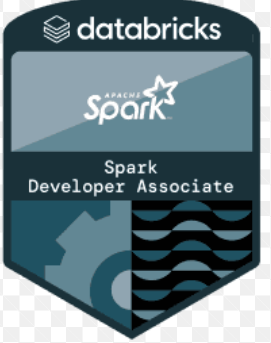 databricks
APACHE
Spark
Spark
Developer Associate